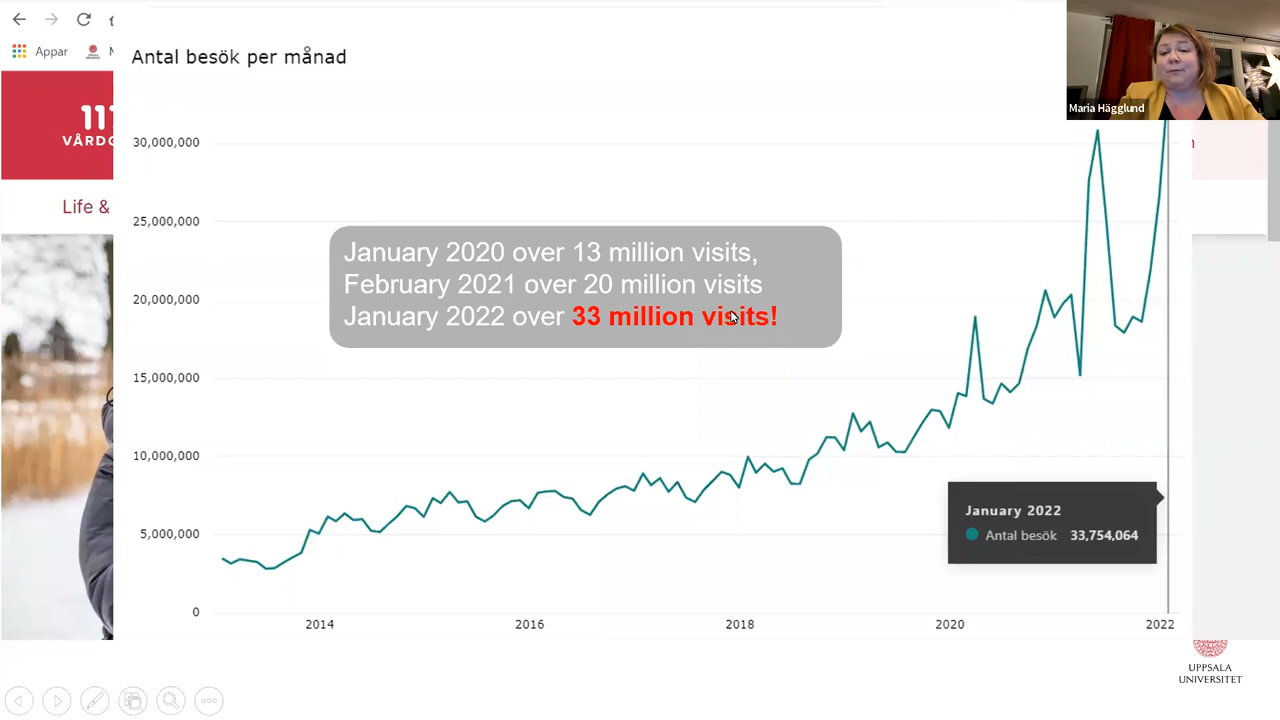 Appar
Antal besök per månad
Maria Hägglund
111
VÅRDG
Life &
30,000,000
25,000,000
20,000,000
15,000,000
10,000,000
5,000,000
0
January 2020 over 13 million visits,
February 2021 over 20 million visits
January 2022 over 33 million visits!
January 2022
Antal besök 33,754,064
2014
2016
2018
2020
2022
UPPSALA
UNIVERSITET